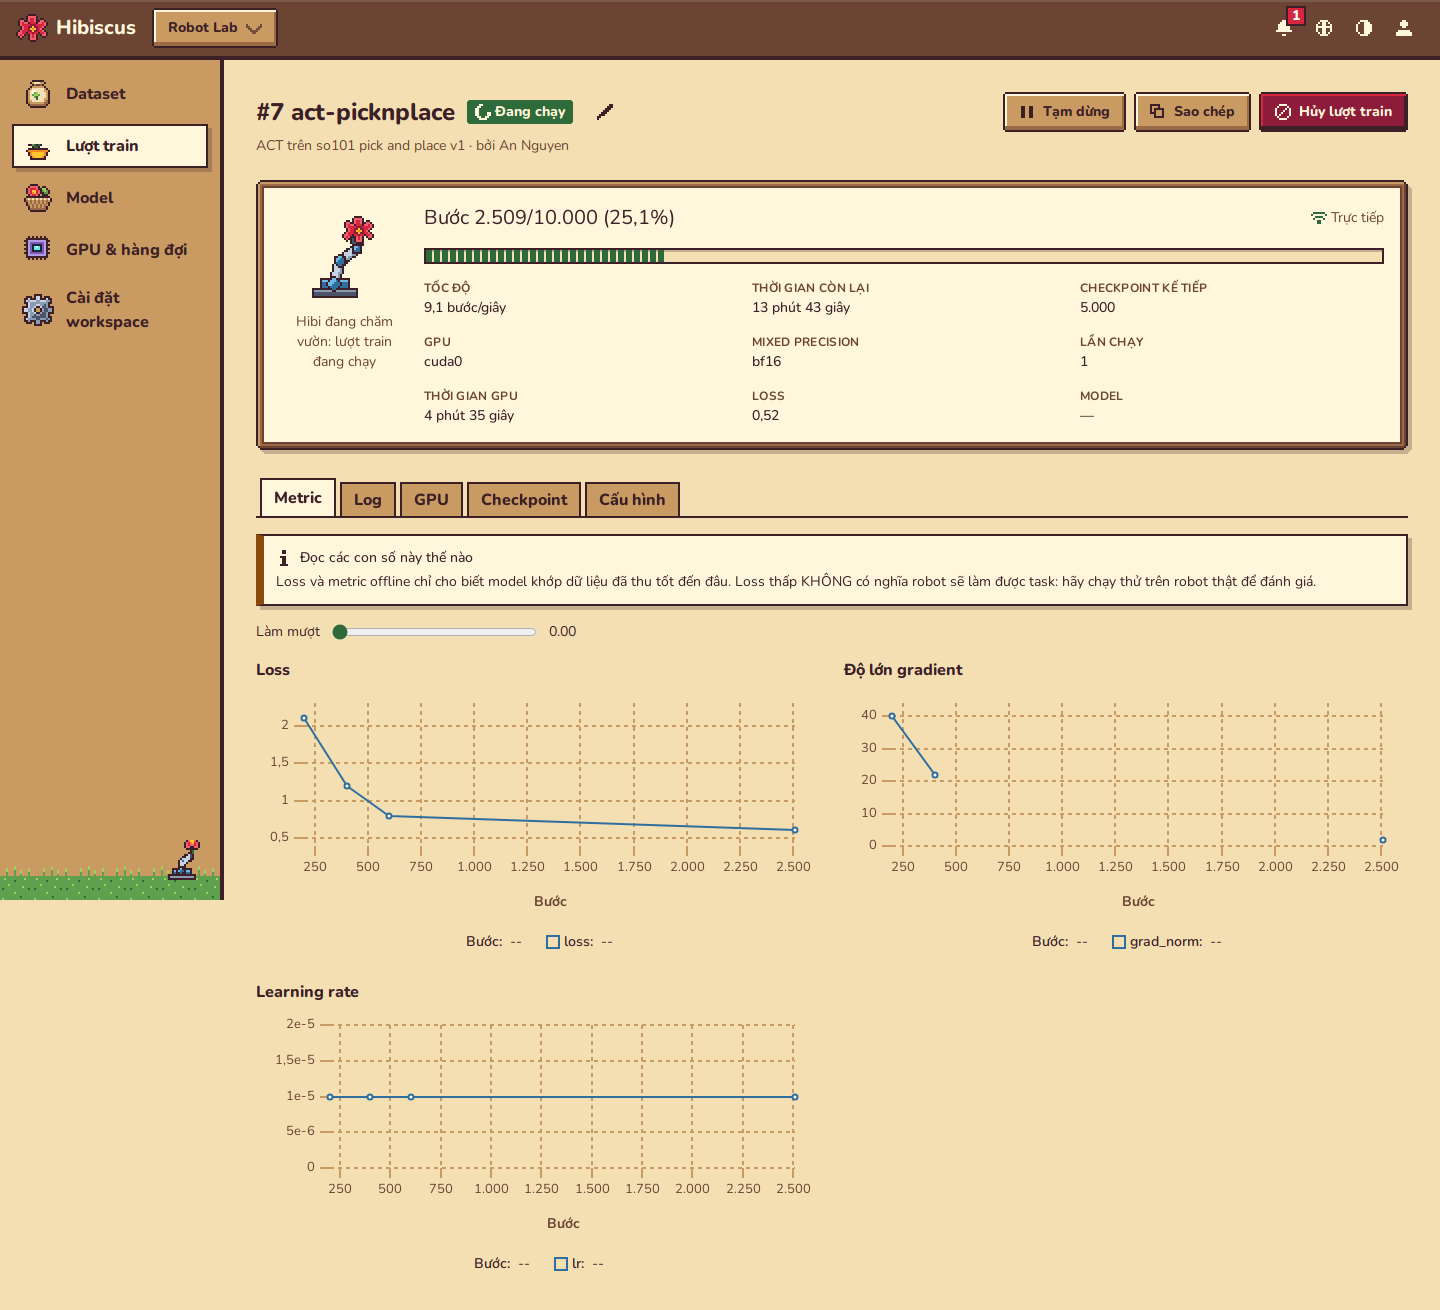 Hibiscus
Robot Lab
1
Dataset
Lượt train
Model
GPU & hàng đợi
Cài đặt
workspace
#7 act-picknplace
Đang chạy
Tạm dừng
Sao chép
Hủy lượt train
ACT trên so101 pick and place v1 · bởi An Nguyen
Hibi đang chăm
vườn: lượt train
đang chạy
Bước 2.509/10.000 (25,1%)
Trực tiếp
TỐC ĐỘ
9,1 bước/giây
THỜI GIAN CÒN LẠI
13 phút 43 giây
CHECKPOINT KẾ TIẾP
5.000
GPU
cuda0
MIXED PRECISION
bf16
LẦN CHẠY
1
THỜI GIAN GPU
4 phút 35 giây
LOSS
0,52
MODEL
—
Metric
Log
GPU
Checkpoint
Cấu hình
Đọc các con số này thế nào
Loss và metric offline chỉ cho biết model khớp dữ liệu đã thu tốt đến đâu. Loss thấp KHÔNG có nghĩa robot sẽ làm được task: hãy chạy thử trên robot thật để đánh giá.
Làm mượt 0.00
Loss
2
1,5
1
0,5
250 500 750 1.000 1.250 1.500 1.750 2.000 2.250 2.500
Bước
Bước: -- loss: --
Độ lớn gradient
40
30
20
10
0
250 500 750 1.000 1.250 1.500 1.750 2.000 2.250 2.500
Bước
Bước: -- grad_norm: --
Learning rate
2e-5
1,5e-5
1e-5
5e-6
0
250 500 750 1.000 1.250 1.500 1.750 2.000 2.250 2.500
Bước
Bước: -- lr: --